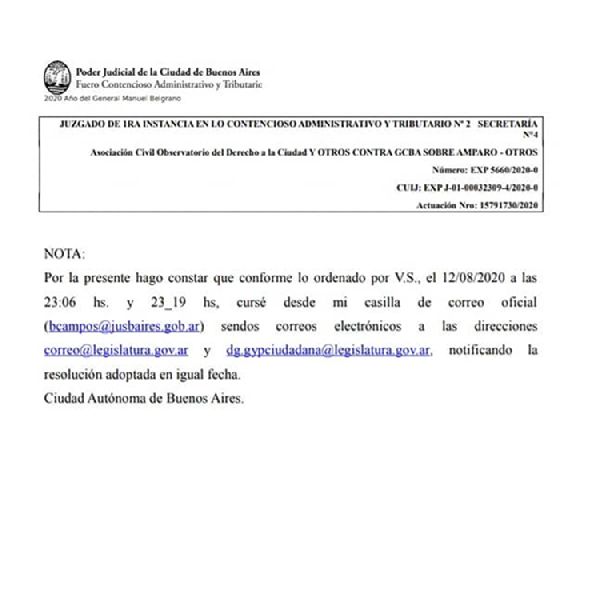 Poder Judicial de la Ciudad de Buenos Aires
Fuero Contencioso Administrativo y Tributario
2020 Año del General Manuel Belgrano
JUZGADO DE 1RA INSTANCIA EN LO CONTENCIOSO ADMINISTRATIVO Y TRIBUTARIO Nº 2 SECRETARÍA
Nº4
Asociación Civil Observatorio del Derecho a la Ciudad Y OTROS CONTRA GCBA SOBRE AMPARO - OTROS
Número: EXP 5660/2020-0
CUIJ: EXP J-01-00032309-4/2020-0
Actuación Nro: 15791730/2020
NOTA:
Por la presente hago constar que conforme lo ordenado por V.S., el 12/08/2020 a las
23:06 hs. y 23_19 hs, cursé desde mi casilla de correo oficial
(bcampos@jusbaires.gob.ar) sendos correos electrónicos a las direcciones
correo@legislatura.gov.ar y dg.gypciudadana@legislatura.gov.ar, notificando la
resolución adoptada en igual fecha.
Ciudad Autónoma de Buenos Aires.